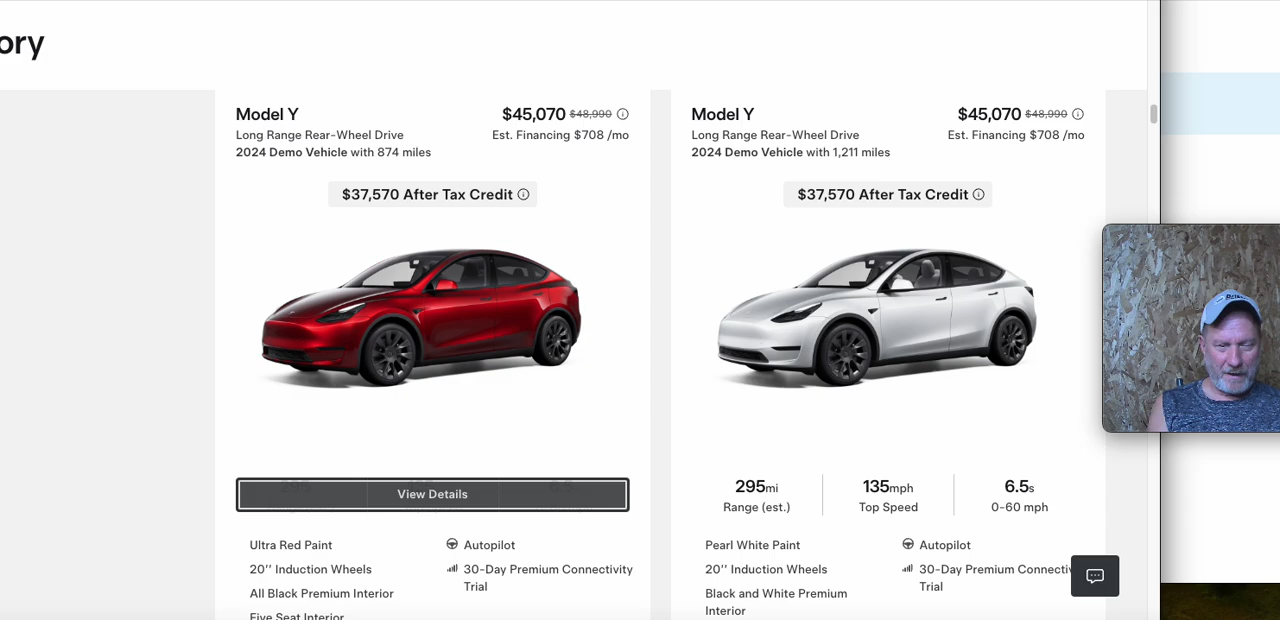 ory
Model Y
$45,070 $48,990
Long Range Rear-Wheel Drive
Est. Financing $708 /mo
2024 Demo Vehicle with 874 miles
$37,570 After Tax Credit
View Details
Ultra Red Paint
Autopilot
20’’ Induction Wheels
30-Day Premium Connectivity
Trial
All Black Premium Interior
Five Seat Interior
Model Y
$45,070 $48,990
Long Range Rear-Wheel Drive
Est. Financing $708 /mo
2024 Demo Vehicle with 1,211 miles
$37,570 After Tax Credit
295mi
Range (est.)
135mph
Top Speed
6.5s
0-60 mph
Pearl White Paint
Autopilot
20’’ Induction Wheels
30-Day Premium Connectiv
Trial
Black and White Premium
Interior